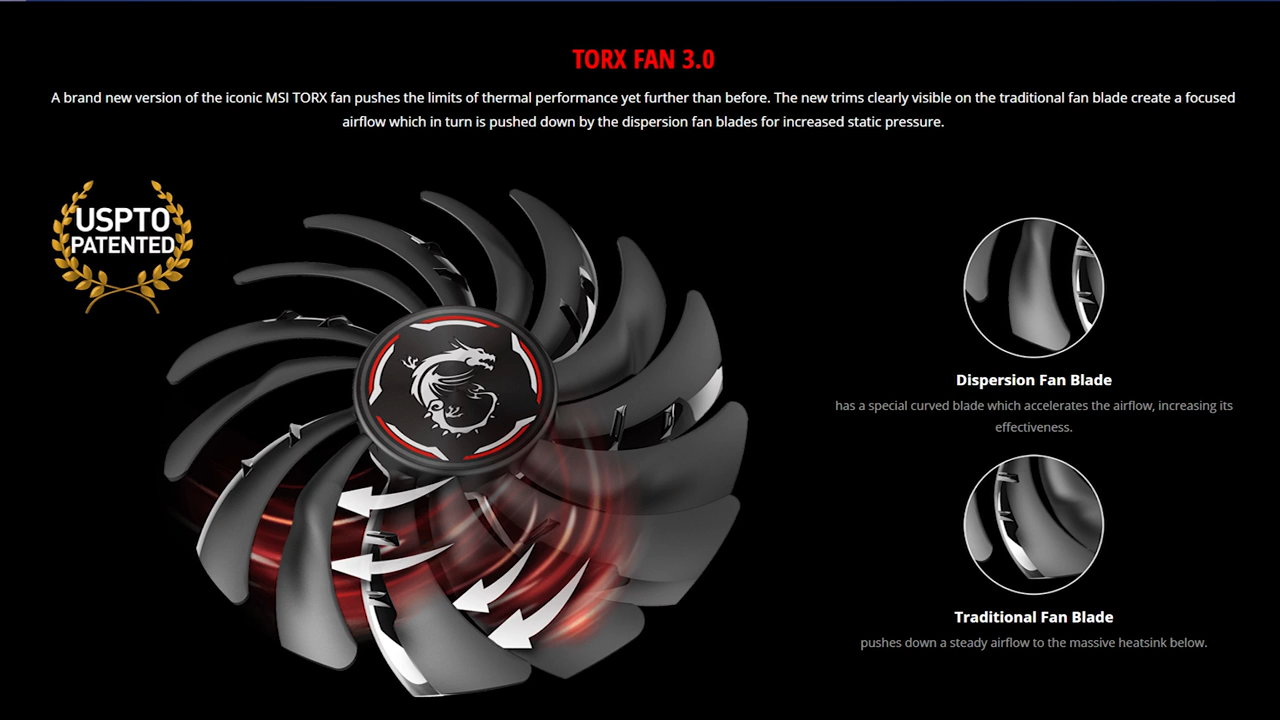 TORX FAN 3.0
A brand new version of the iconic MSI TORX fan pushes the limits of thermal performance yet further than before. The new trims clearly visible on the traditional fan blade create a focused
airflow which in turn is pushed down by the dispersion fan blades for increased static pressure.
USPTO
PATENTED
Dispersion Fan Blade
has a special curved blade which accelerates the airflow, increasing its
effectiveness.
Traditional Fan Blade
pushes down a steady airflow to the massive heatsink below.